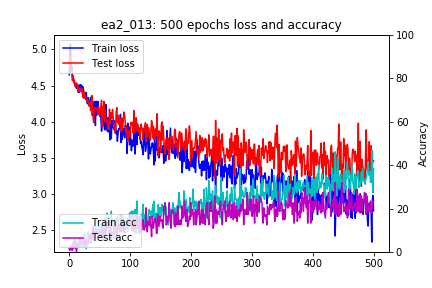 ea2_013: 500 epochs loss and accuracy
Train loss
Test loss
Train acc
Test acc
Loss
5.0
4.5
4.0
3.5
3.0
2.5
Accuracy
100
80
60
40
20
0
0
100
200
300
400
500